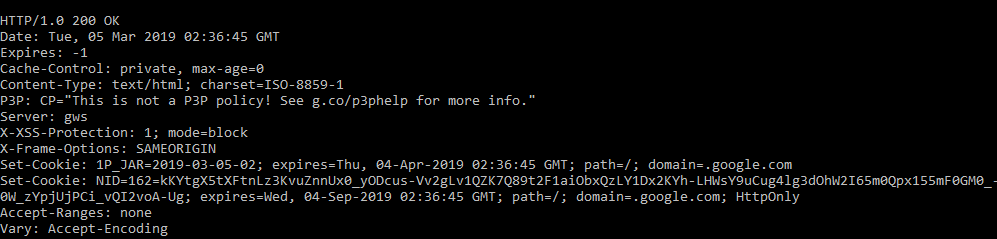 HTTP/1.0 200 OK
Date: Tue, 05 Mar 2019 02:36:45 GMT
Expires: -1
Cache-Control: private, max-age=0
Content-Type: text/html; charset=ISO-8859-1
P3P: CP="This is not a P3P policy! See g.co/p3phelp for more info."
Server: gws
X-XSS-Protection: 1; mode=block
X-Frame-Options: SAMEORIGIN
Set-Cookie: 1P_JAR=2019-03-05-02; expires=Thu, 04-Apr-2019 02:36:45 GMT; path=/; domain=.google.com
Set-Cookie: NID=162=kKYtgX5tXFtnLz3KvuZnnUx0_yODcus-Vv2gLv1QZK7Q89t2F1aiObxQzLY1Dx2KYh-LHWsY9uCug4lg3dOhW2I65m0Qpx155mF0GM0_-
0W_zYpjUjPCi_vQI2voA-Ug; expires=Wed, 04-Sep-2019 02:36:45 GMT; path=/; domain=.google.com; HttpOnly
Accept-Ranges: none
Vary: Accept-Encoding